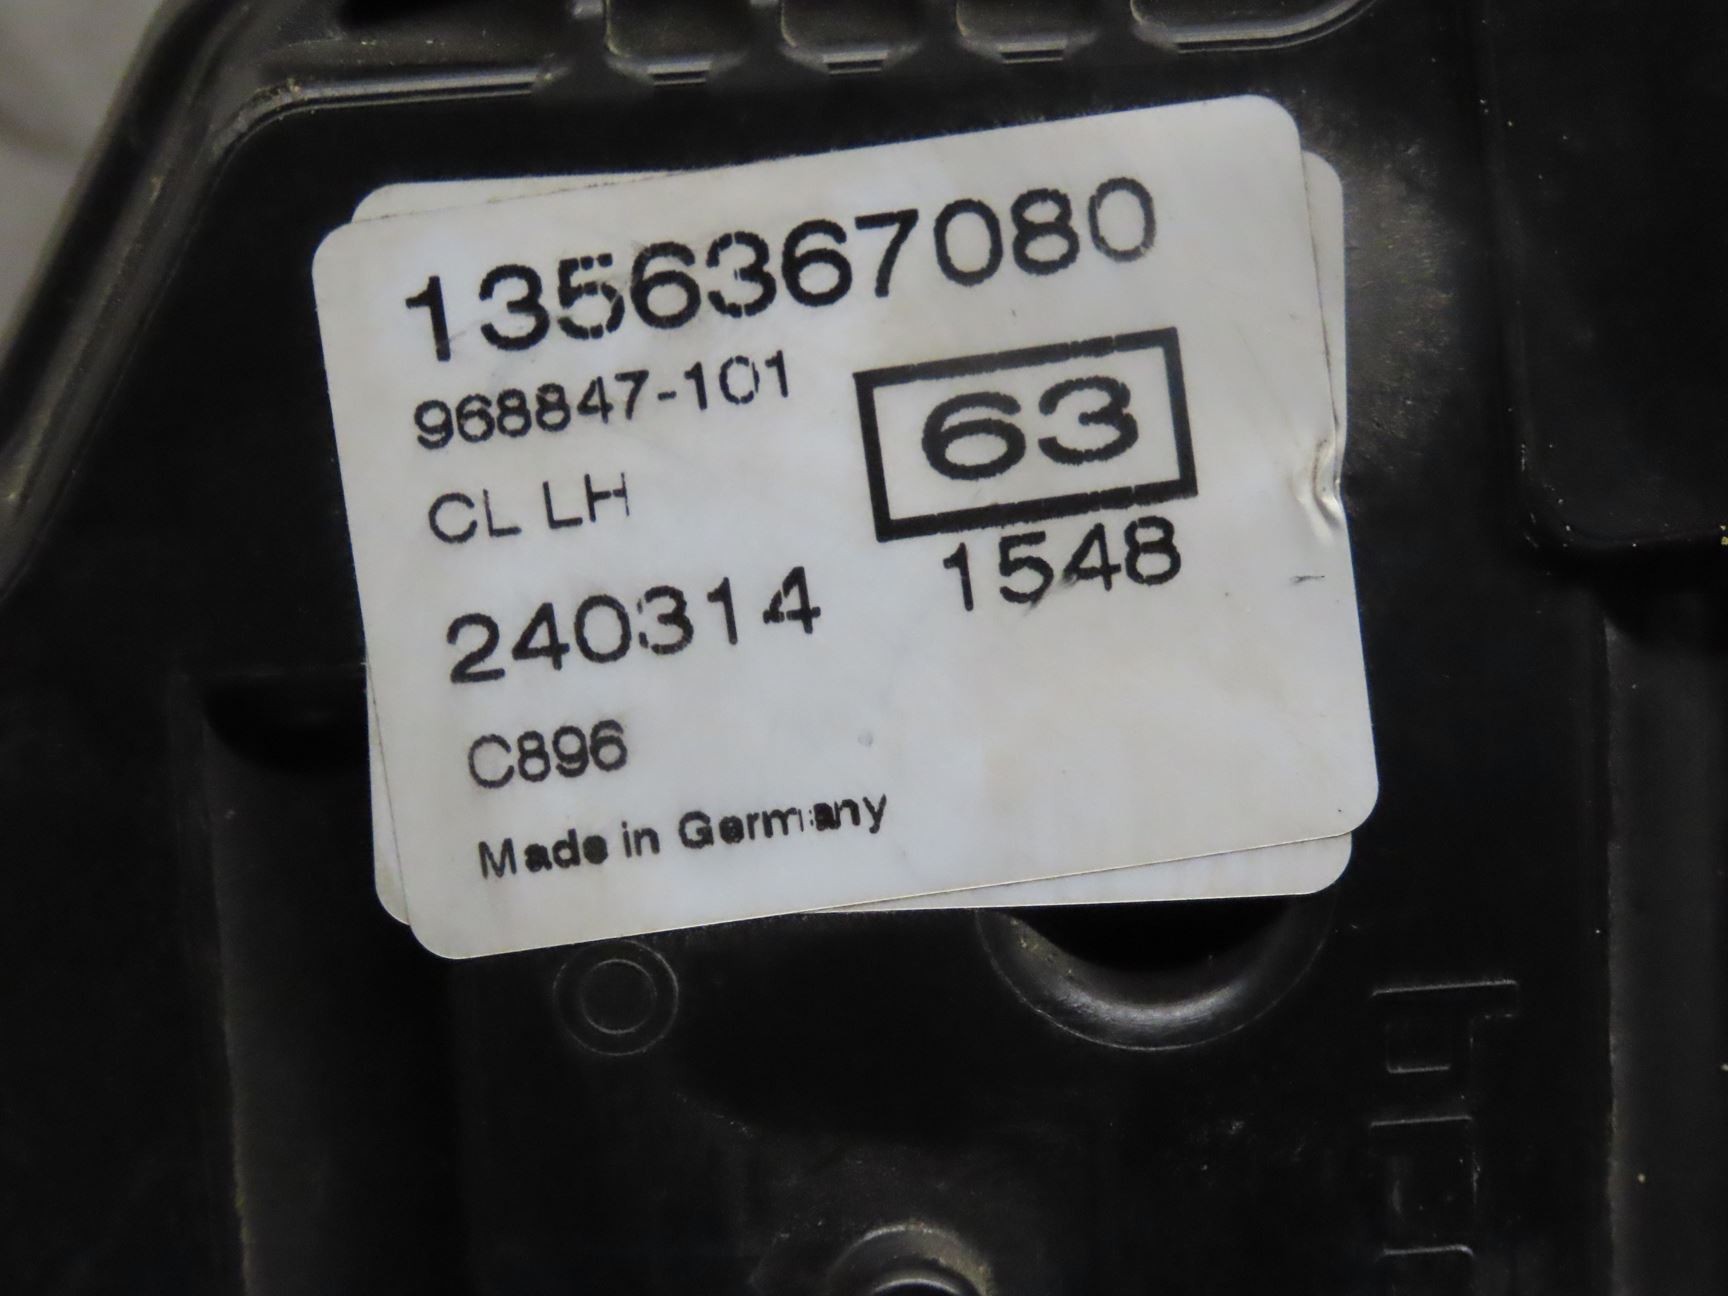 1356367080
968847-101
63
CL LH
1548
240314
C896
Made in Germany